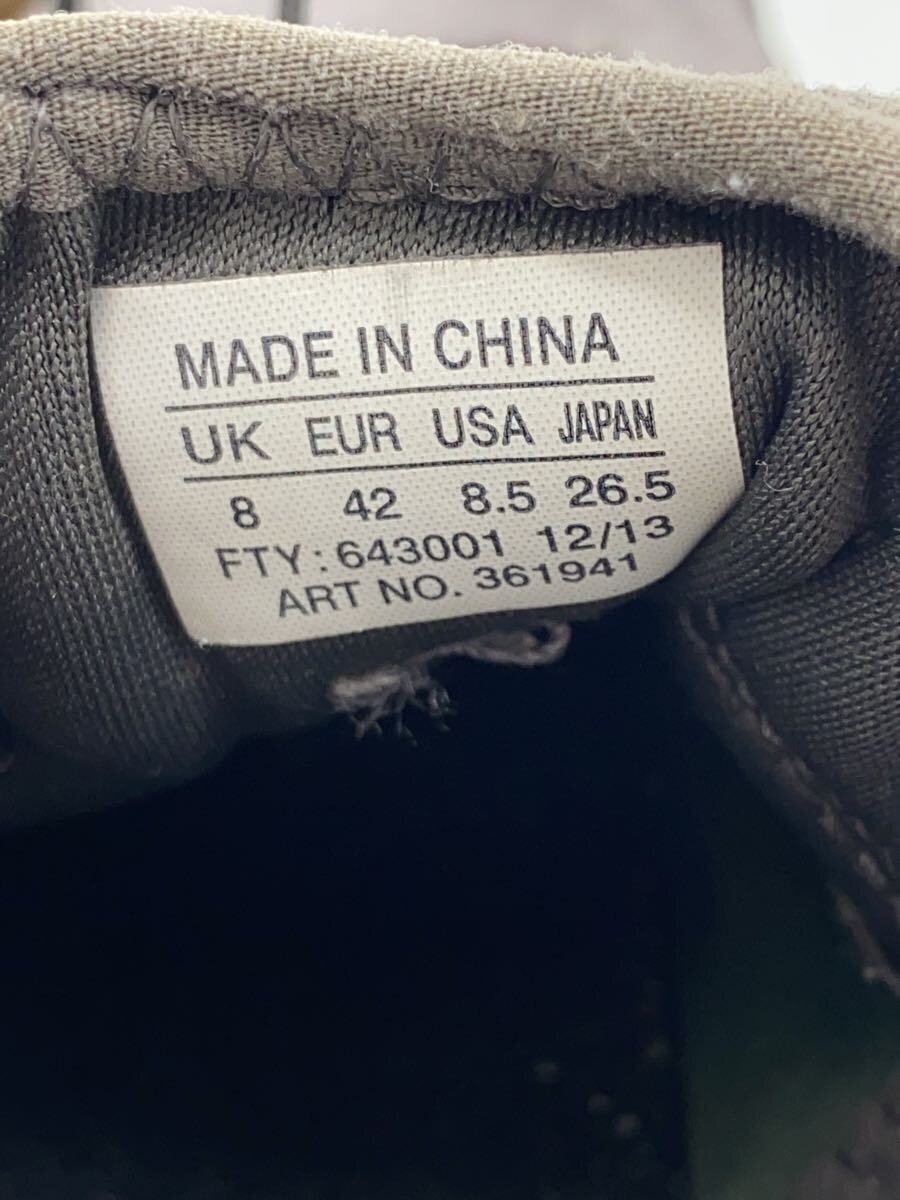 MADE IN CHINA
UK EUR USA JAPAN
8 42 8.5 26.5
FTY: 643001 12/13
ART NO. 361941